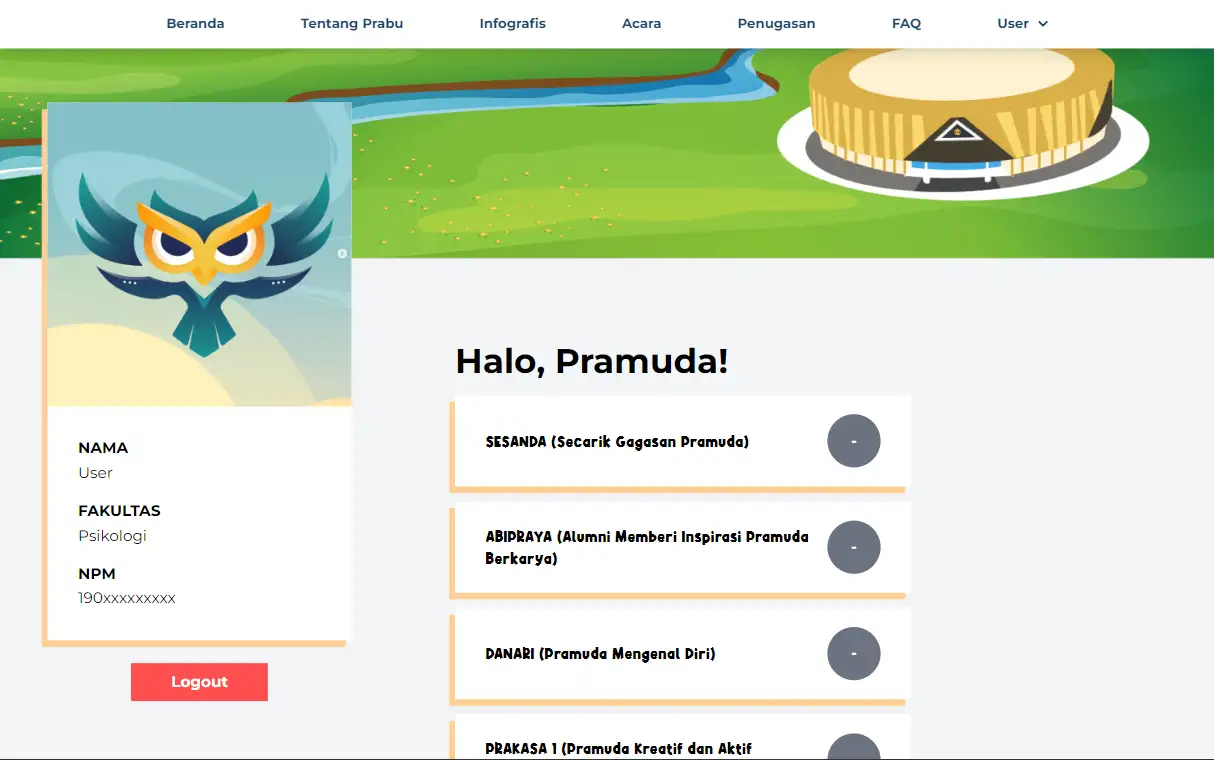 Beranda
Tentang Prabu
Infografis
Acara
Penugasan
FAQ
User
NAMA
User
FAKULTAS
Psikologi
NPM
190xxxxxxxxx
Logout
Halo, Pramuda!
SESANDA (Secarik Gagasan Pramuda)
-
ABIPRAYA (Alumni Memberi Inspirasi Pramuda
Berkarya)
-
DANARI (Pramuda Mengenal Diri)
-
PRAKASA 1 (Pramuda Kreatif dan Aktif